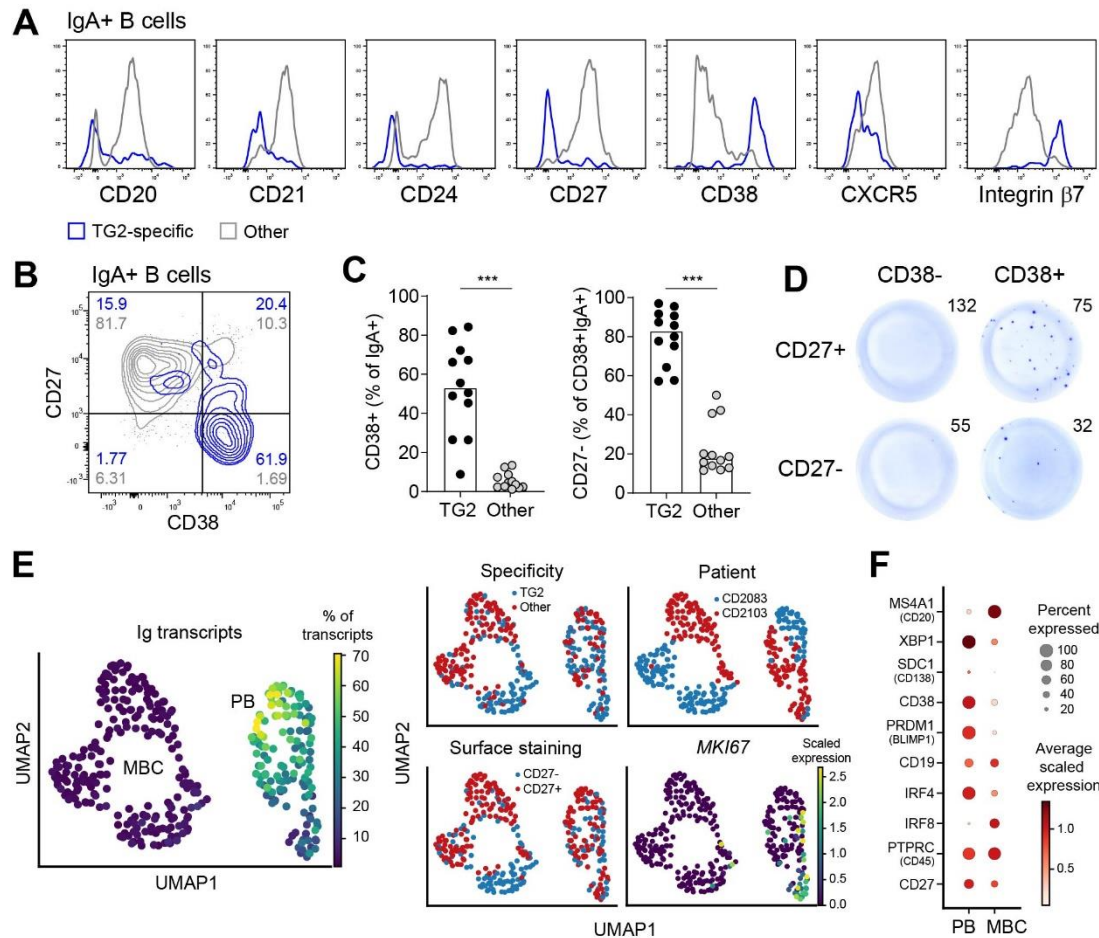 A
IgA+ B cells
CD20
CD21
CD24
CD27
CD38
CXCR5
Integrin β7
TG2-specific
Other
B
IgA+ B cells
15.9
81.7
20.4
10.3
1.77
6.31
61.9
1.69
CD27
CD38
C
CD38+ (% of IgA+)
100
80
60
40
20
0
***
TG2
Other
CD27- (% of CD38+IgA+)
100
80
60
40
20
0
***
TG2
Other
D
CD38-
CD38+
CD27+
132
75
CD27-
55
32
E
Ig transcripts
% of
transcripts
70
60
50
40
30
20
10
PB
MBC
UMAP2
UMAP1
Specificity
TG2
Other
Patient
CD2083
CD2103
Surface staining
CD27-
CD27+
MKI67
Scaled
expression
2.5
2.0
1.5
1.0
0.5
0.0
UMAP2
UMAP1
F
MS4A1
(CD20)
XBP1
SDC1
(CD138)
CD38
PRDM1
(BLIMP1)
CD19
IRF4
IRF8
PTPRC
(CD45)
CD27
PB
MBC
Percent
expressed
100
80
60
40
20
Average
scaled
expression
1.0
0.5